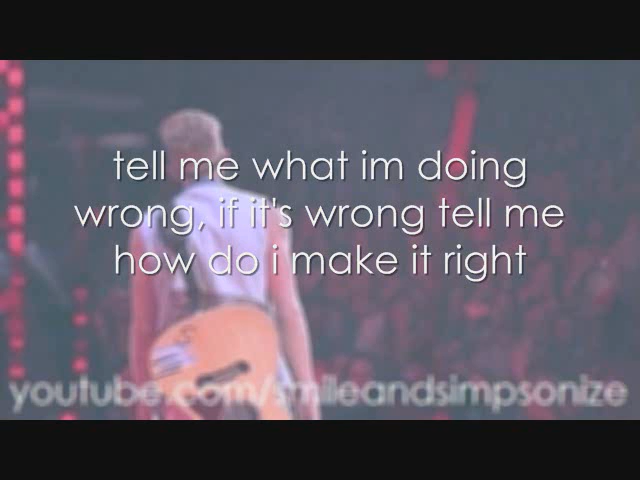 tell me what im doing
wrong, if it's wrong tell me
how do i make it right
youtube.com/smileandsimpsonize